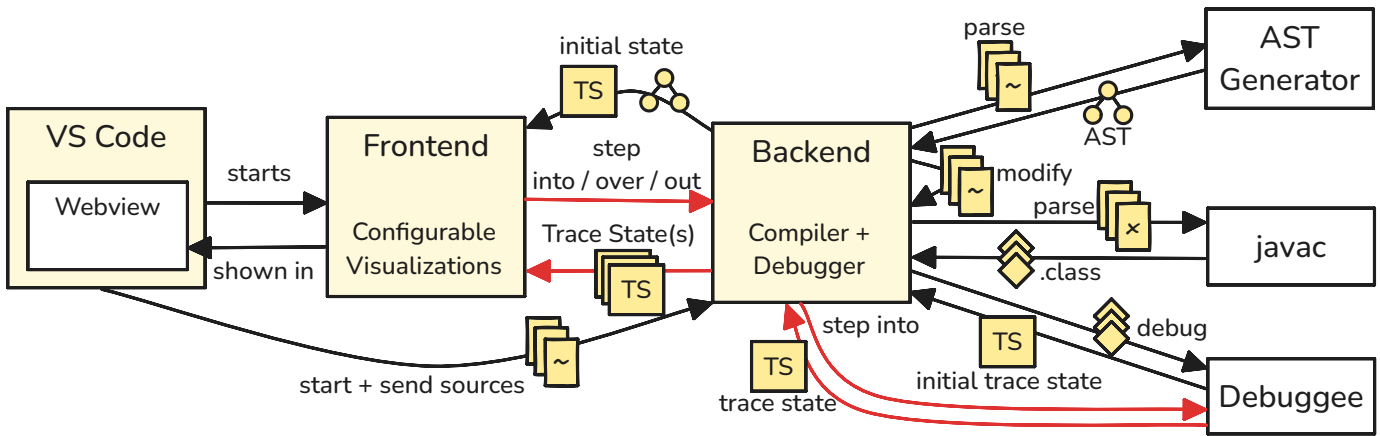 VS Code
Webview
starts
shown in
start + send sources
~
Frontend
Configurable
Visualizations
initial state
TS
step
into / over / out
Trace State(s)
TS
Backend
Compiler +
Debugger
parse
~
AST
modify
~
parse
x
.class
debug
TS
initial trace state
step into
TS
trace state
AST
Generator
javac
Debuggee